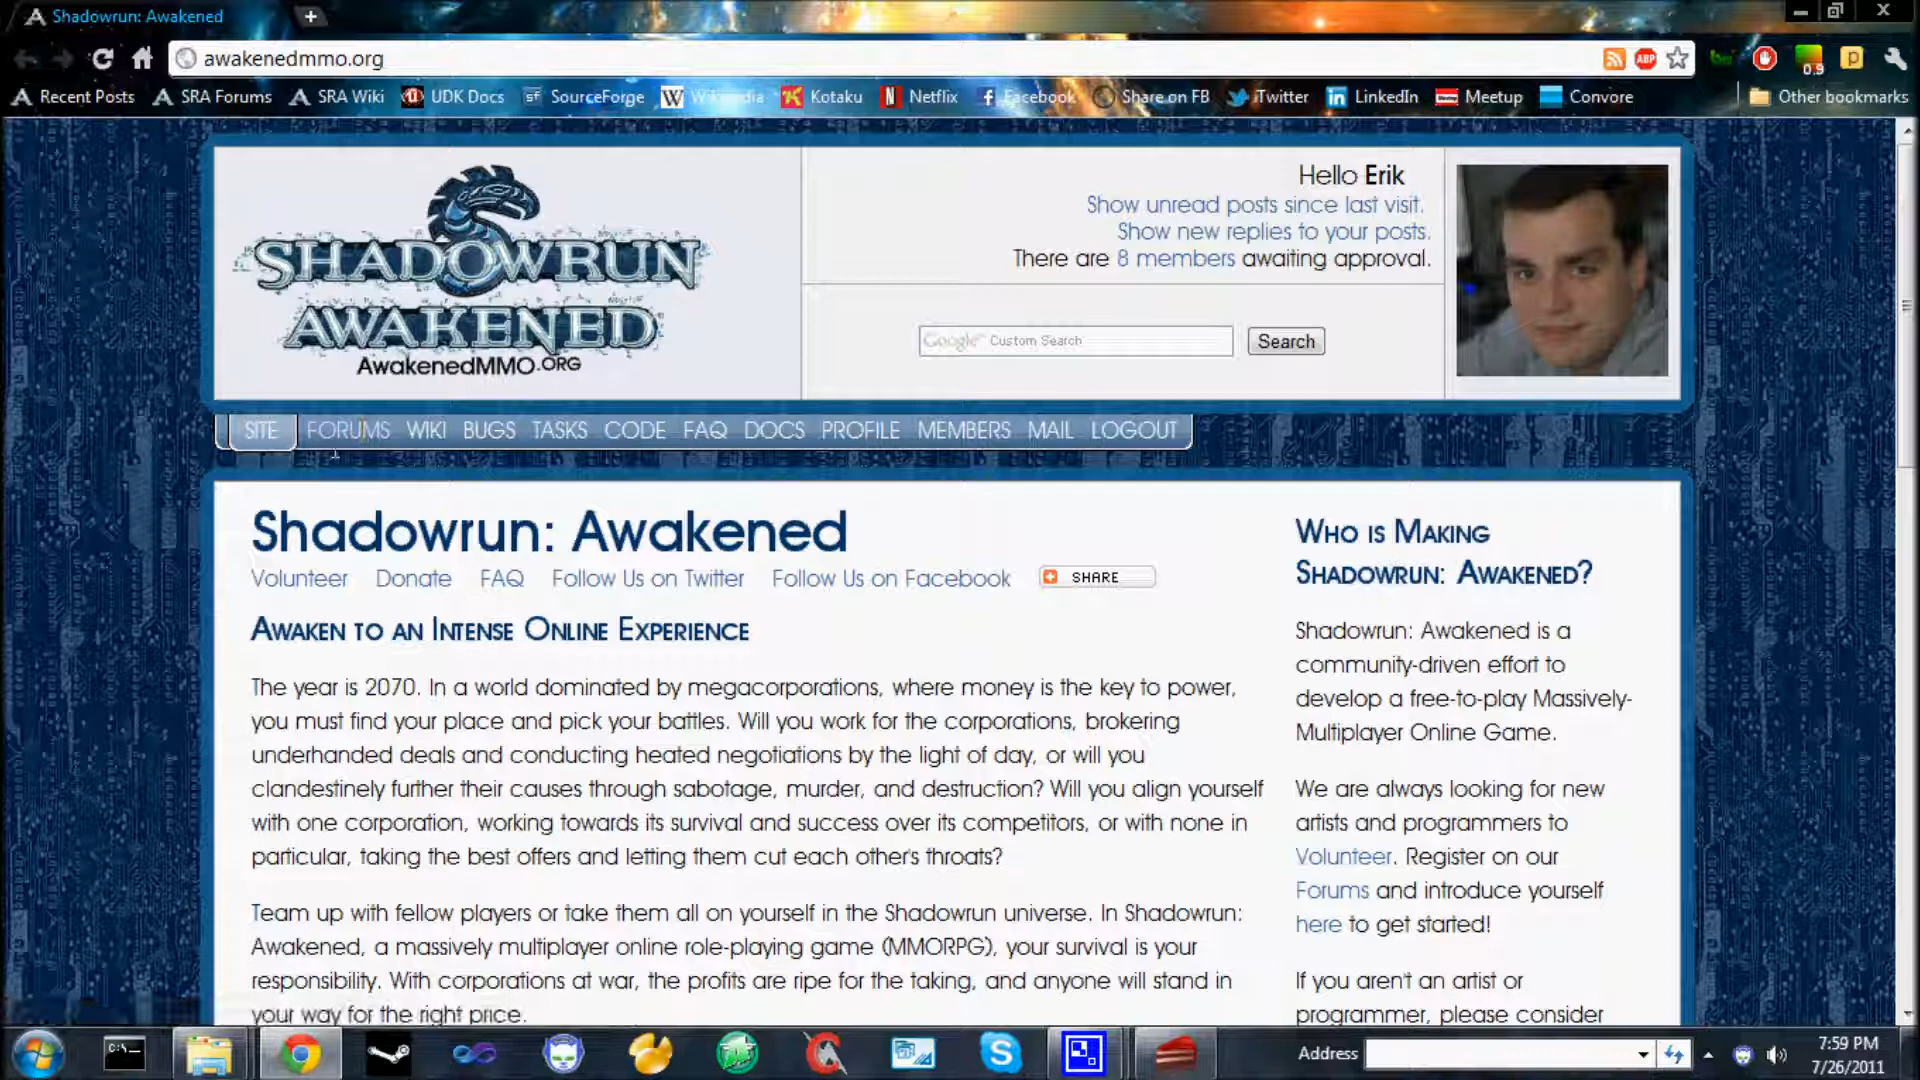 Shadowrun: Awakened
awakenedmmo.org
0.9
Recent Posts SRA Forums SRA Wiki UDK Docs SourceForge Wikipedia Kotaku Netflix Facebook Share on FB Twitter LinkedIn Meetup Convore Other bookmarks
SHADOWRUN
AWAKENED
AwakenedMMO.ORG
Hello Erik
Show unread posts since last visit.
Show new replies to your posts.
There are 8 members awaiting approval.
Google™ Custom Search Search
SITE FORUMS WIKI BUGS TASKS CODE FAQ DOCS PROFILE MEMBERS MAIL LOGOUT
Shadowrun: Awakened
Volunteer Donate FAQ Follow Us on Twitter Follow Us on Facebook SHARE
Awaken to an Intense Online Experience
The year is 2070. In a world dominated by megacorporations, where money is the key to power,
you must find your place and pick your battles. Will you work for the corporations, brokering
underhanded deals and conducting heated negotiations by the light of day, or will you
clandestinely further their causes through sabotage, murder, and destruction? Will you align yourself
with one corporation, working towards its survival and success over its competitors, or with none in
particular, taking the best offers and letting them cut each other's throats?
Team up with fellow players or take them all on yourself in the Shadowrun universe. In Shadowrun:
Awakened, a massively multiplayer online role-playing game (MMORPG), your survival is your
responsibility. With corporations at war, the profits are ripe for the taking, and anyone will stand in
your way for the right price.
Who is Making
Shadowrun: Awakened?
Shadowrun: Awakened is a
community-driven effort to
develop a free-to-play Massively-
Multiplayer Online Game.
We are always looking for new
artists and programmers to
Volunteer. Register on our
Forums and introduce yourself
here to get started!
If you aren't an artist or
programmer, please consider
Address
7:59 PM
7/26/2011